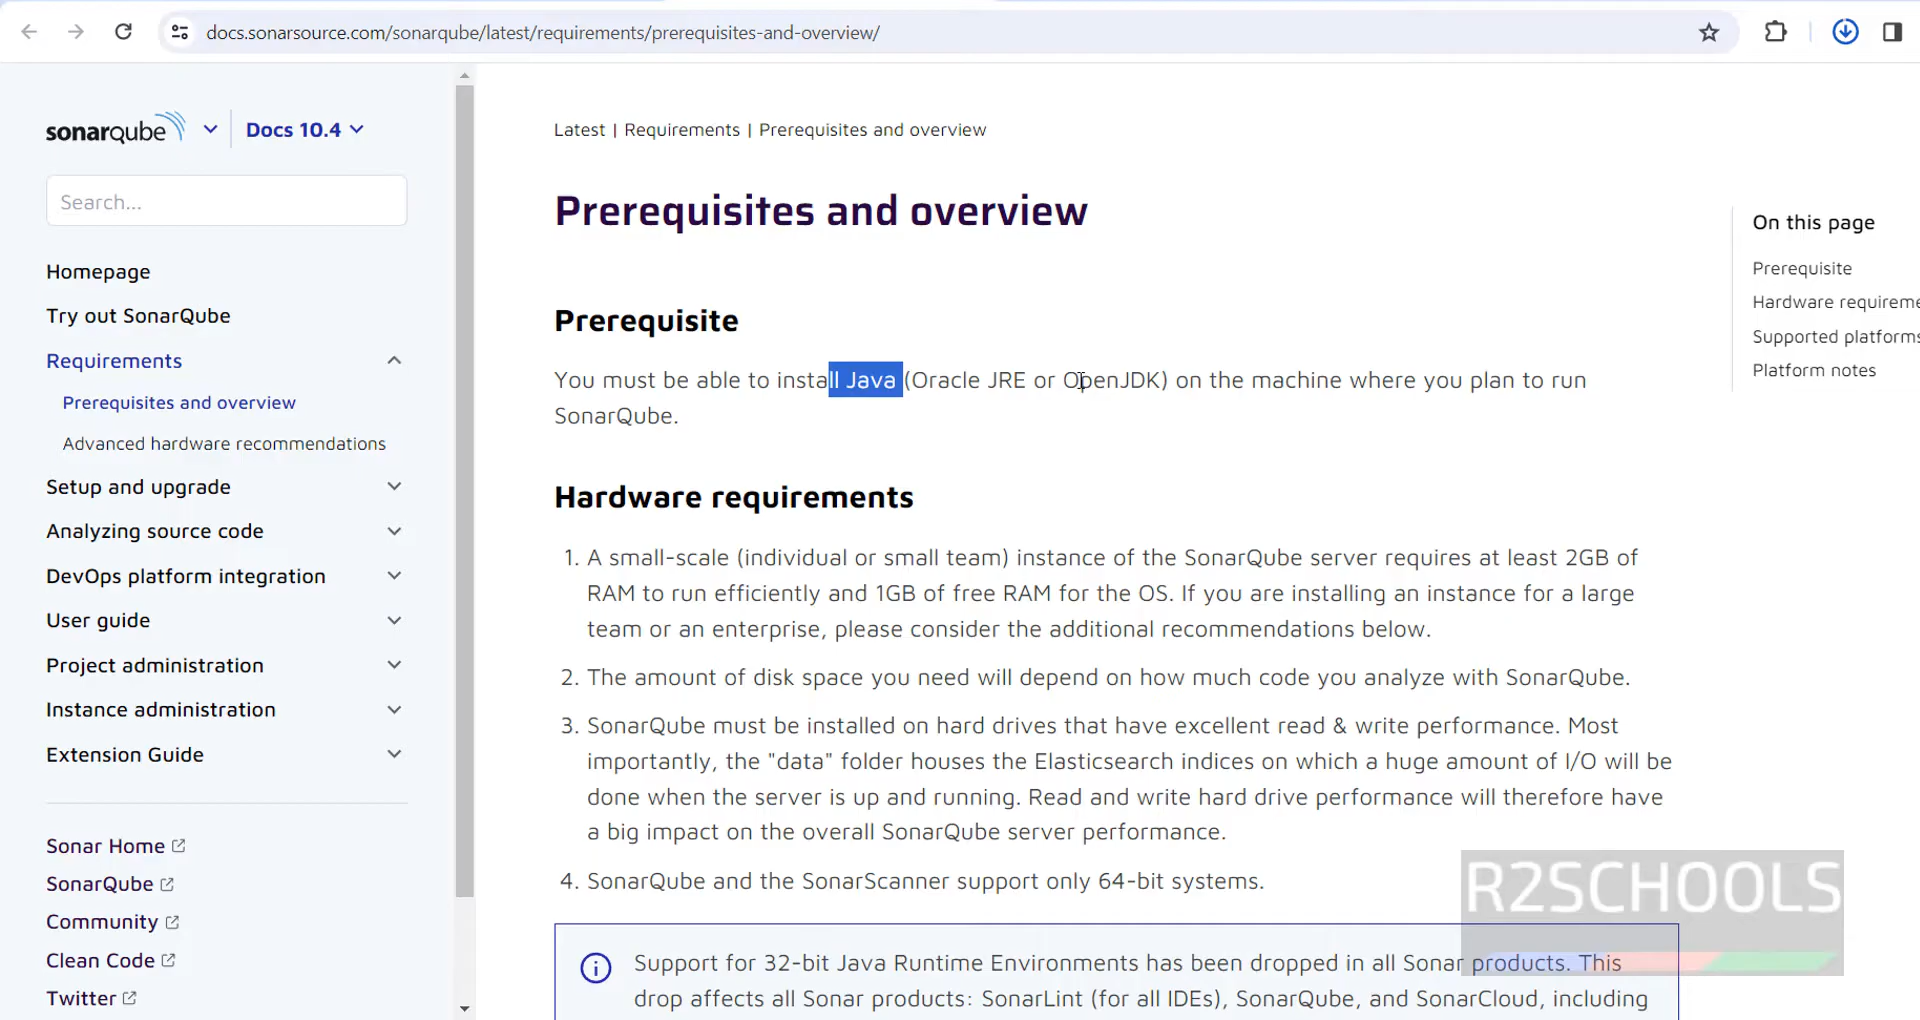 docs.sonarsource.com/sonarqube/latest/requirements/prerequisites-and-overview/
sonarqube
Docs 10.4
Search...
Homepage
Try out SonarQube
Requirements
Prerequisites and overview
Advanced hardware recommendations
Setup and upgrade
Analyzing source code
DevOps platform integration
User guide
Project administration
Instance administration
Extension Guide
Sonar Home
SonarQube
Community
Clean Code
Twitter
Latest | Requirements | Prerequisites and overview
Prerequisites and overview
Prerequisite
You must be able to install Java (Oracle JRE or OpenJDK) on the machine where you plan to run
SonarQube.
Hardware requirements
1. A small-scale (individual or small team) instance of the SonarQube server requires at least 2GB of
RAM to run efficiently and 1GB of free RAM for the OS. If you are installing an instance for a large
team or an enterprise, please consider the additional recommendations below.
2. The amount of disk space you need will depend on how much code you analyze with SonarQube.
3. SonarQube must be installed on hard drives that have excellent read & write performance. Most
importantly, the "data" folder houses the Elasticsearch indices on which a huge amount of I/O will be
done when the server is up and running. Read and write hard drive performance will therefore have
a big impact on the overall SonarQube server performance.
4. SonarQube and the SonarScanner support only 64-bit systems.
Support for 32-bit Java Runtime Environments has been dropped in all Sonar products. This
drop affects all Sonar products: SonarLint (for all IDEs), SonarQube, and SonarCloud, including
On this page
Prerequisite
Hardware requireme
Supported platforms
Platform notes
R2SCHOOLS